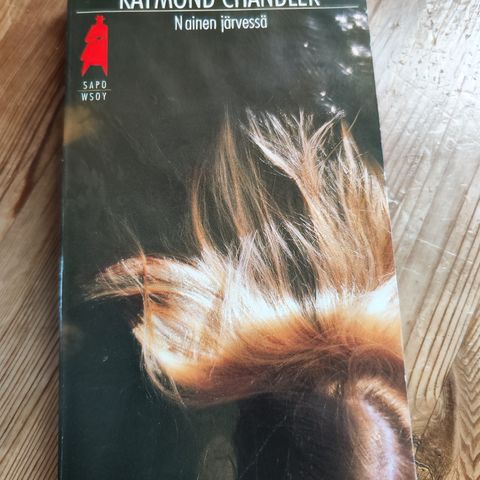 RAYMOND CHANDLER
Nainen järvessä
SAPO
WSOY